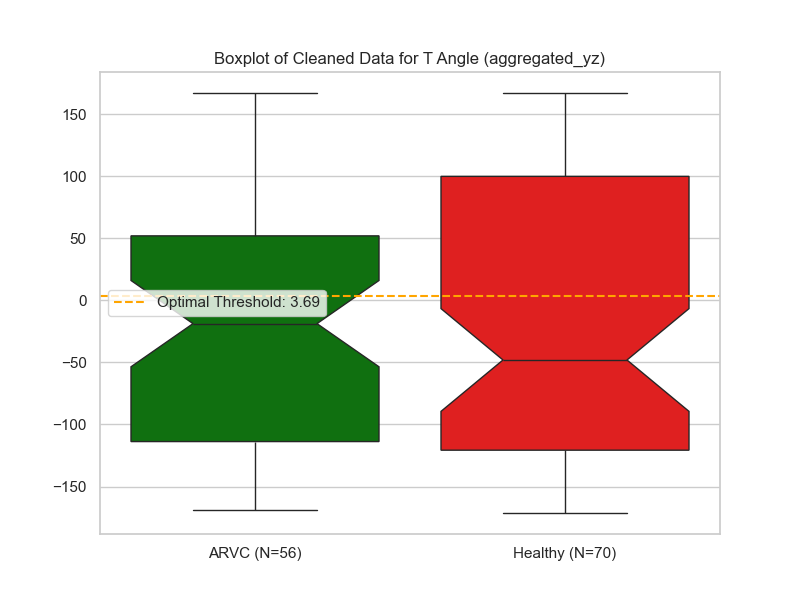 Boxplot of Cleaned Data for T Angle (aggregated_yz)
150
100
50
0
−50
−100
−150
Optimal Threshold: 3.69
ARVC (N=56)
Healthy (N=70)